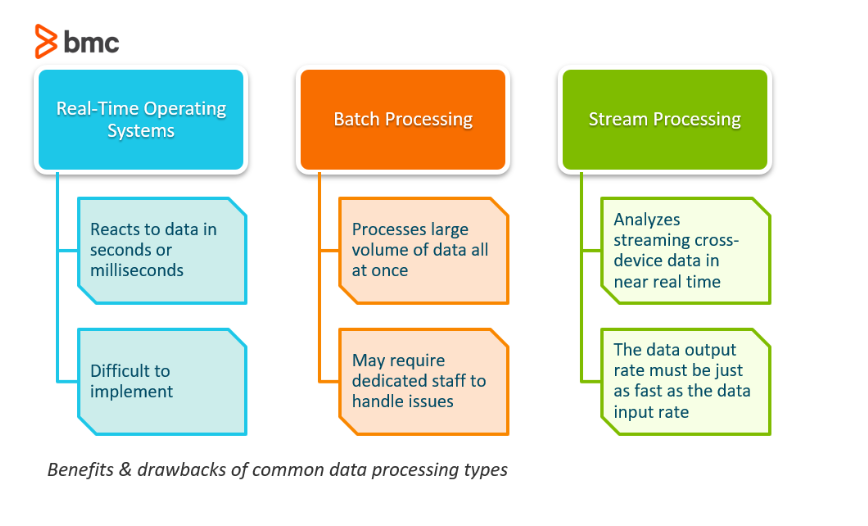 bmc
Real-Time Operating
Systems
Reacts to data in
seconds or
milliseconds
Difficult to
implement
Batch Processing
Processes large
volume of data all
at once
May require
dedicated staff to
handle issues
Stream Processing
Analyzes
streaming cross-
device data in
near real time
The data output
rate must be just
as fast as the data
input rate
Benefits & drawbacks of common data processing types